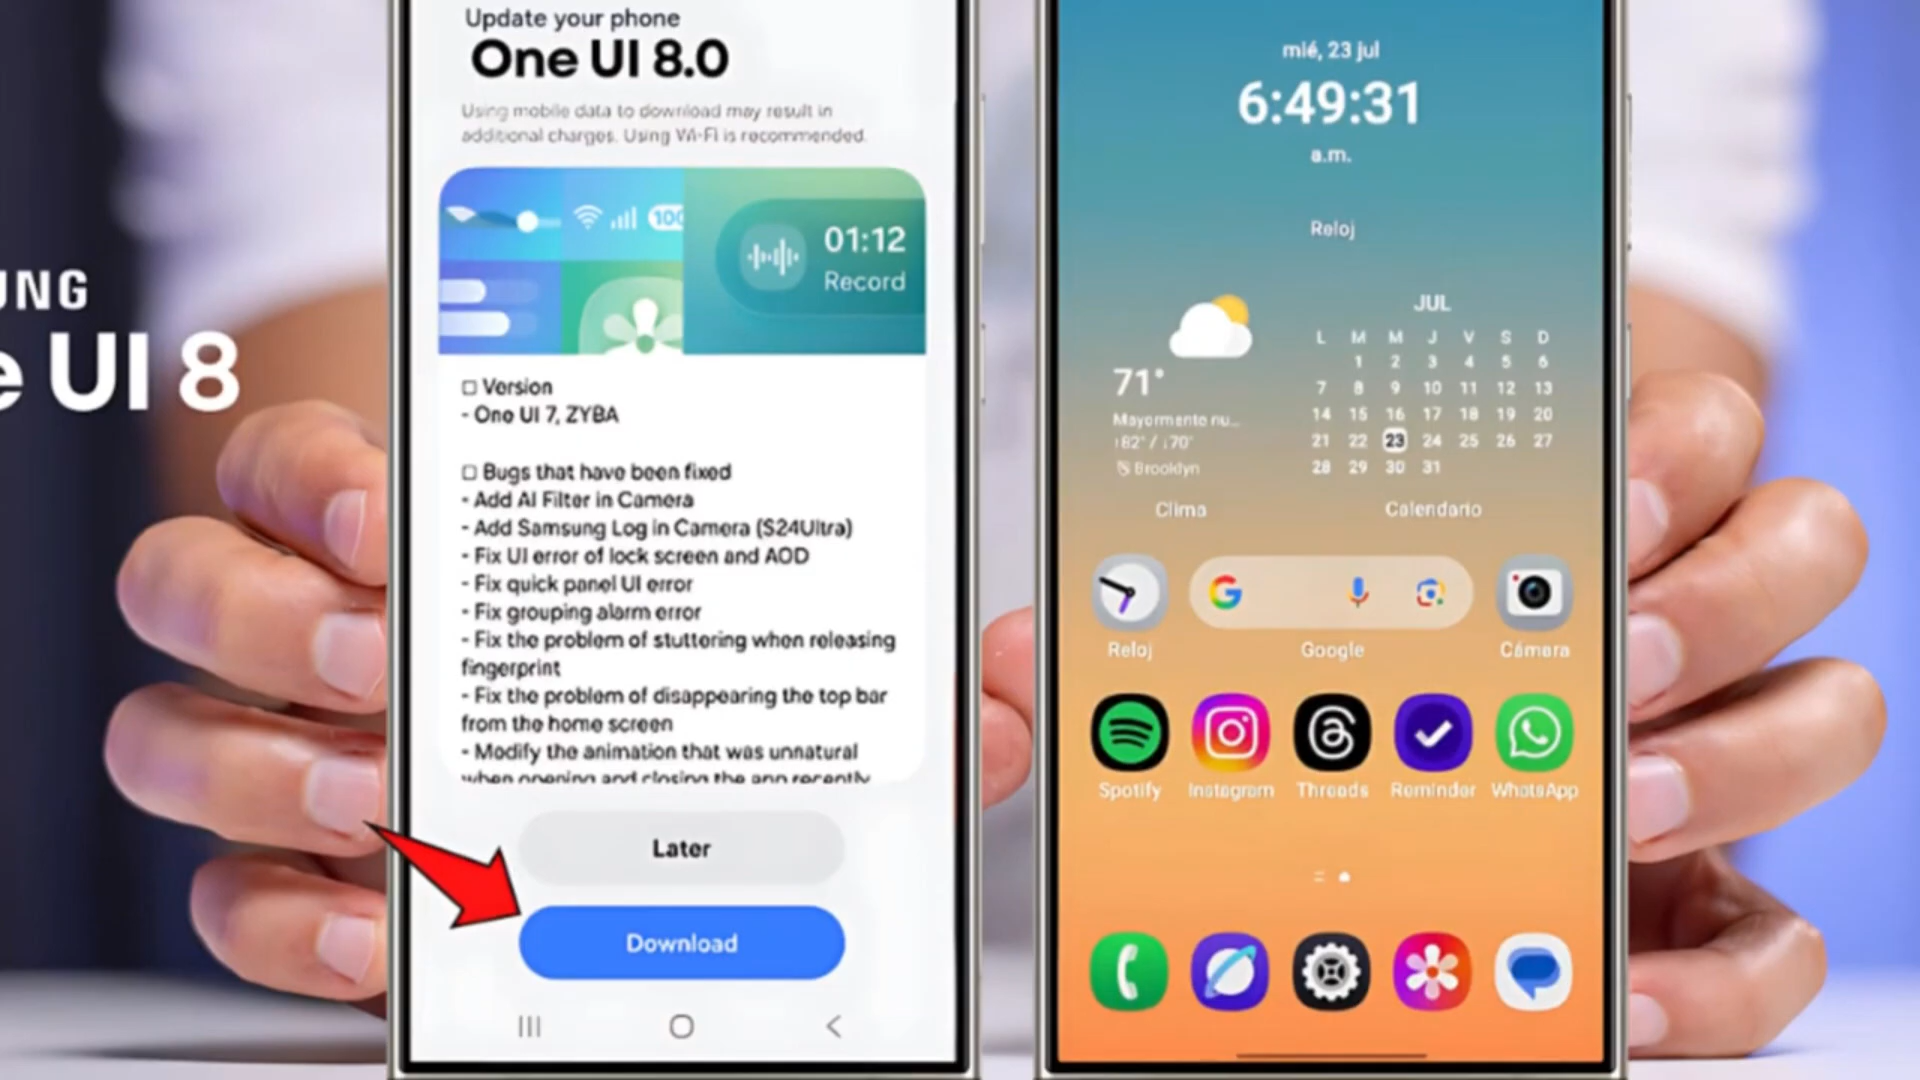 UNG
e UI 8
Update your phone
One UI 8.0
Using mobile data to download may result in
additional charges. Using Wi-Fi is recommended.
100
01:12
Record
□ Version
- One UI 7, ZYBA
□ Bugs that have been fixed
- Add AI Filter in Camera
- Add Samsung Log in Camera (S24Ultra)
- Fix UI error of lock screen and AOD
- Fix quick panel UI error
- Fix grouping alarm error
- Fix the problem of stuttering when releasing
fingerprint
- Fix the problem of disappearing the top bar
from the home screen
- Modify the animation that was unnatural
when opening and closing the app recently
Later
Download
mié, 23 jul
6:49:31
a.m.
Reloj
71°
Mayormente nu...
↑82° / ↓70°
Brooklyn
Clima
JUL
L M M J V S D
1 2 3 4 5 6
7 8 9 10 11 12 13
14 15 16 17 18 19 20
21 22 23 24 25 26 27
28 29 30 31
Calendario
Reloj
Google
Cámara
Spotify Instagram Threads Reminder WhatsApp